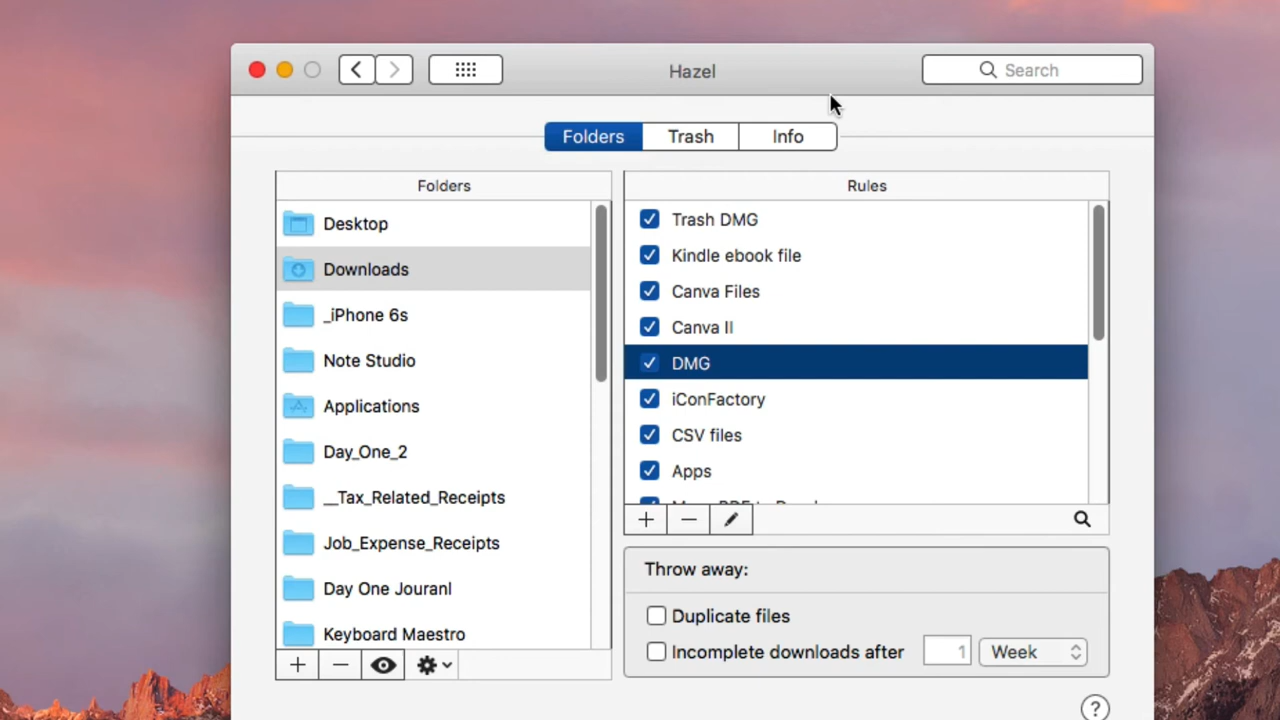 Hazel
Search
Folders
Trash
Info
Folders
Desktop
Downloads
_iPhone 6s
Note Studio
Applications
Day_One_2
__Tax_Related_Receipts
Job_Expense_Receipts
Day One Jouranl
Keyboard Maestro
Rules
Trash DMG
Kindle ebook file
Canva Files
Canva II
DMG
iConFactory
CSV files
Apps
Throw away:
Duplicate files
Incomplete downloads after
1
Week
?